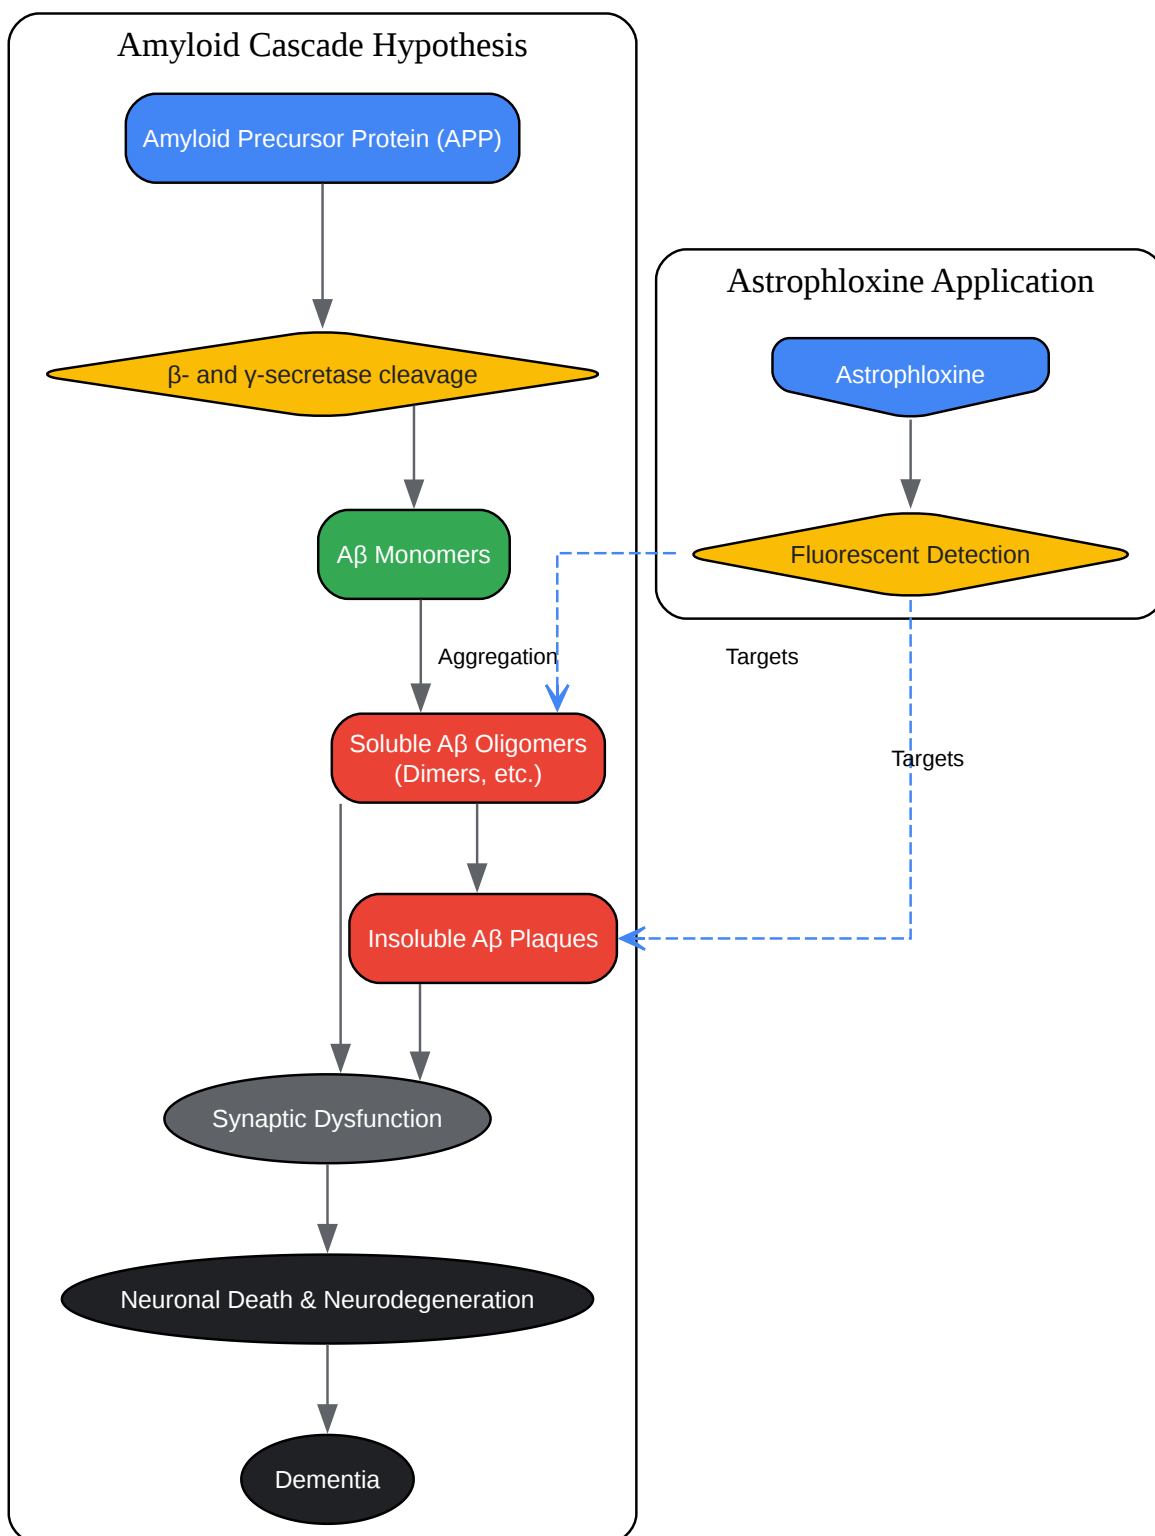 Amyloid Cascade Hypothesis
Amyloid Precursor Protein (APP)
β- and γ-secretase cleavage
Aβ Monomers
Aggregation
Soluble Aβ Oligomers
(Dimers, etc.)
Insoluble Aβ Plaques
Synaptic Dysfunction
Neuronal Death & Neurodegeneration
Dementia
Astrophloxine Application
Astrophloxine
Fluorescent Detection
Targets
Targets